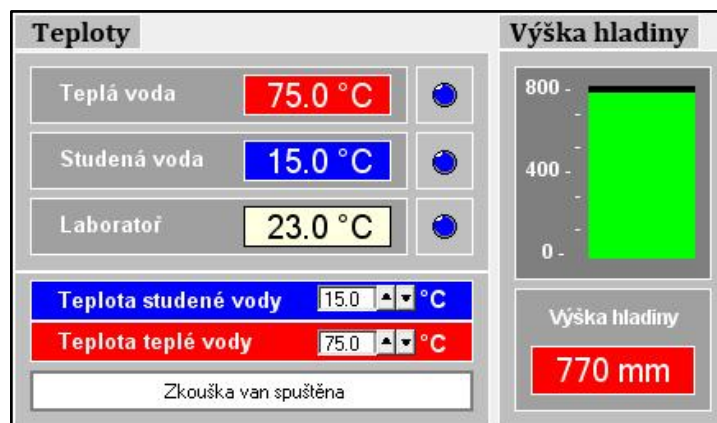 Teploty
Teplá voda 75.0 °C
Studená voda 15.0 °C
Laboratoř 23.0 °C
Teplota studené vody 15.0 °C
Teplota teplé vody 75.0 °C
Zkouška van spuštěna
Výška hladiny
800 -
400 -
0 -
Výška hladiny
770 mm